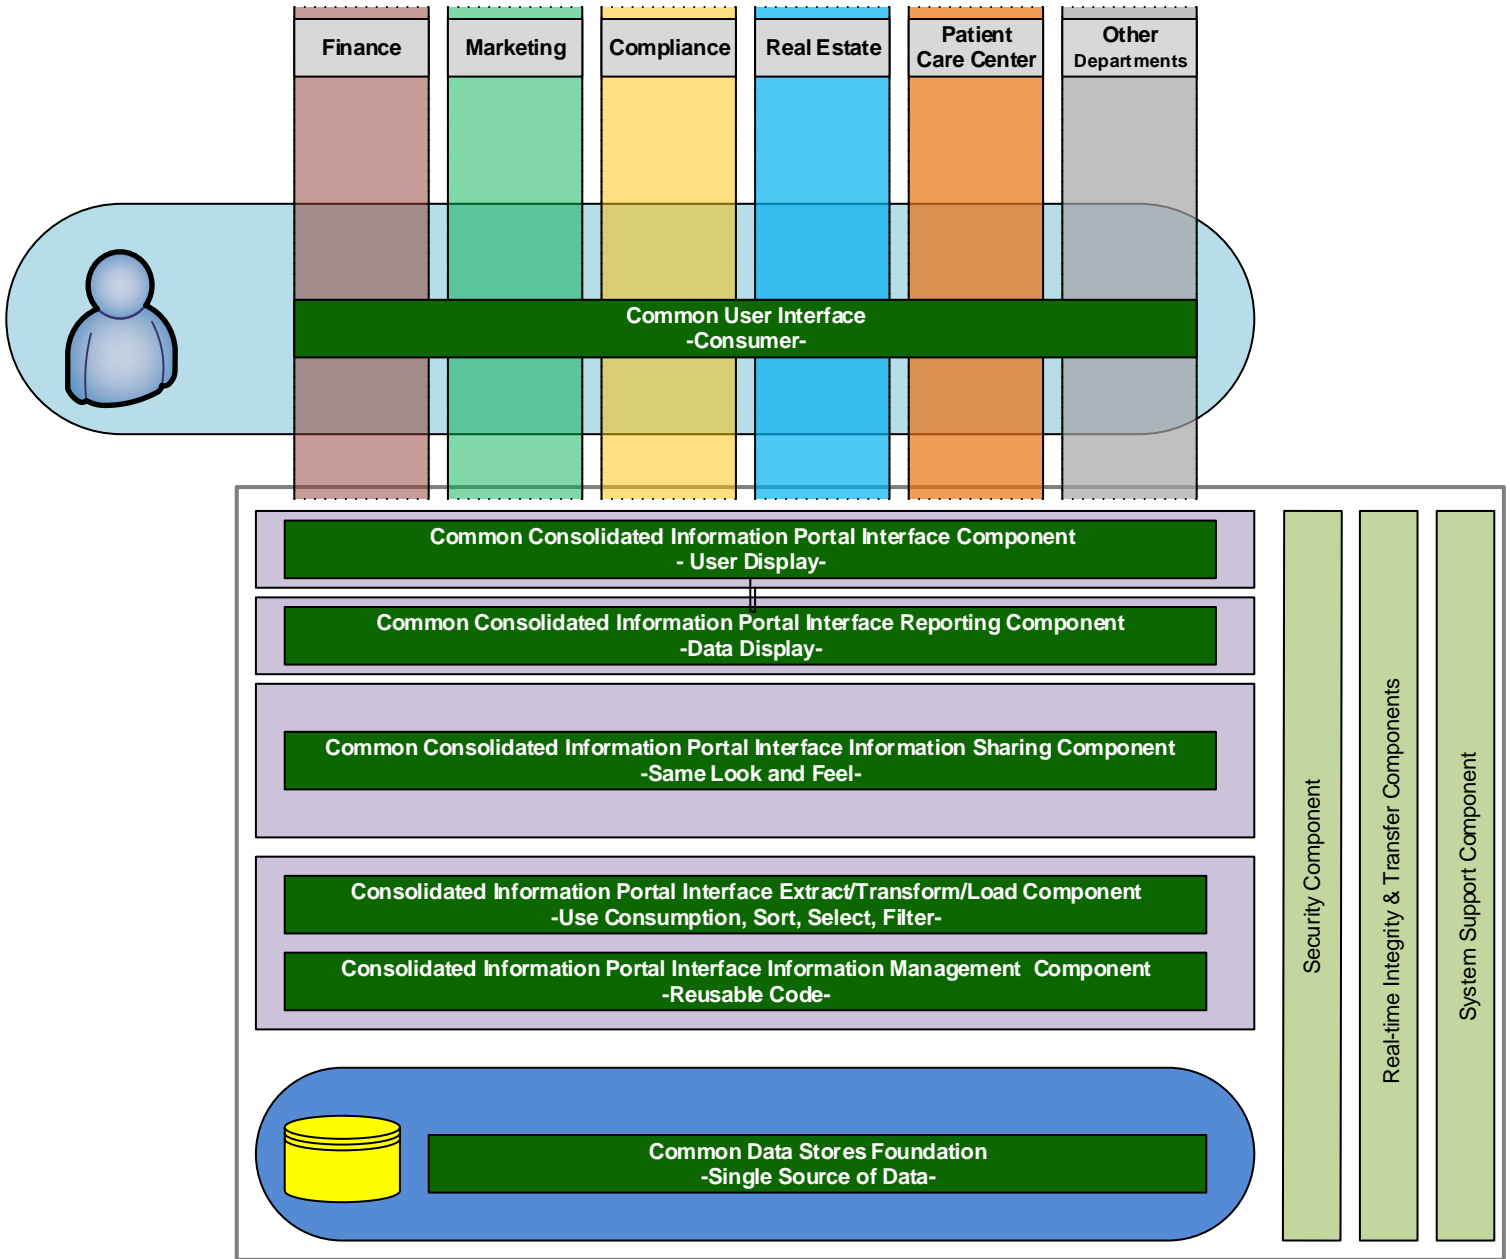 Finance
Marketing
Compliance
Real Estate
Patient
Care Center
Other
Departments
Common User Interface
-Consumer-
Common Consolidated Information Portal Interface Component
- User Display-
Common Consolidated Information Portal Interface Reporting Component
-Data Display-
Common Consolidated Information Portal Interface Information Sharing Component
-Same Look and Feel-
Consolidated Information Portal Interface Extract/Transform/Load Component
-Use Consumption, Sort, Select, Filter-
Consolidated Information Portal Interface Information Management  Component
-Reusable Code-
Common Data Stores Foundation
-Single Source of Data-
Security Component
Real-time Integrity & Transfer Components
System Support Component